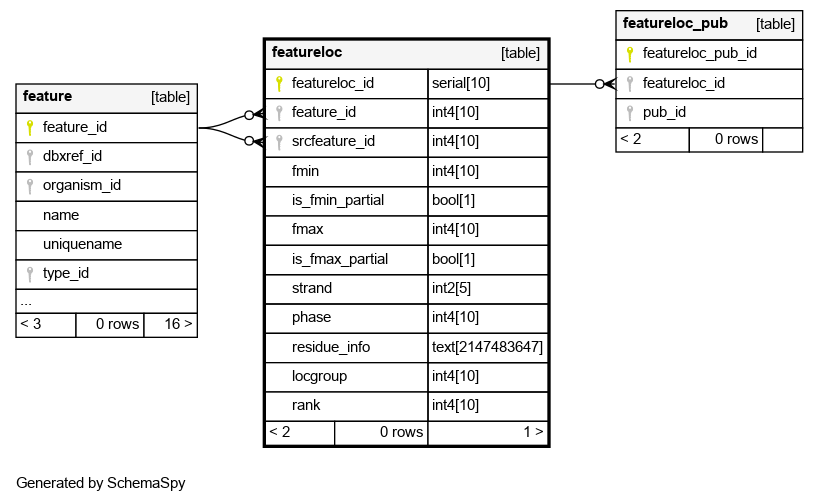 feature [table]
feature_id
dbxref_id
organism_id
name
uniquename
type_id
...
< 3 0 rows 16 >
featureloc [table]
featureloc_id serial[10]
feature_id int4[10]
srcfeature_id int4[10]
fmin int4[10]
is_fmin_partial bool[1]
fmax int4[10]
is_fmax_partial bool[1]
strand int2[5]
phase int4[10]
residue_info text[2147483647]
locgroup int4[10]
rank int4[10]
< 2 0 rows 1 >
featureloc_pub [table]
featureloc_pub_id
featureloc_id
pub_id
< 2 0 rows
Generated by SchemaSpy